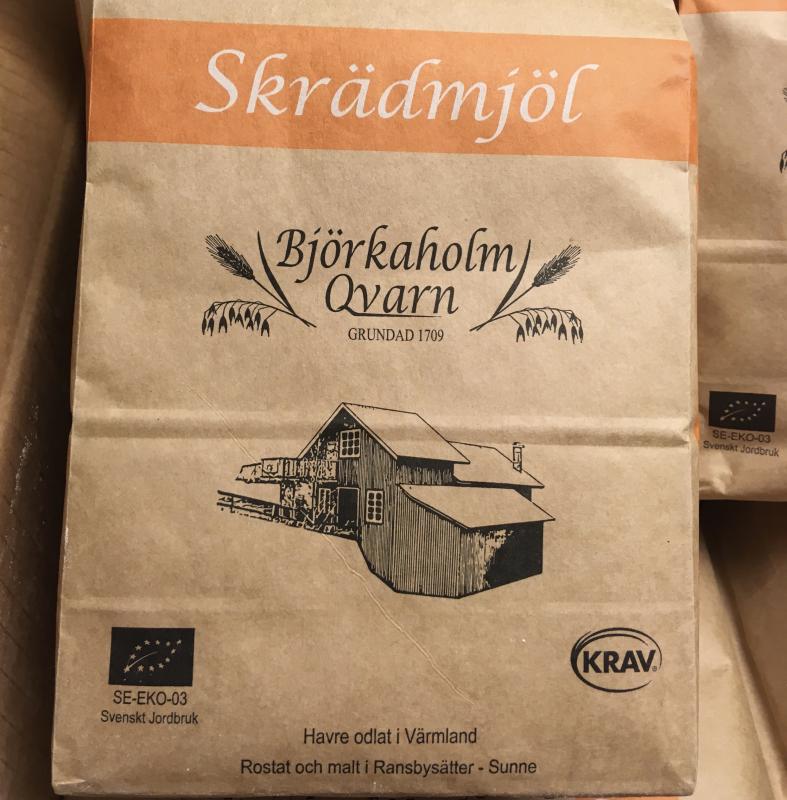 Skrädmjöl
Björkaholm
Qvarn
GRUNDAD 1709
SE-EKO-03
Svenskt Jordbruk
KRAV®
Havre odlat i Värmland
Rostat och malt i Ransbysätter - Sunne
SE-EKO-03
Svenskt Jordbruk